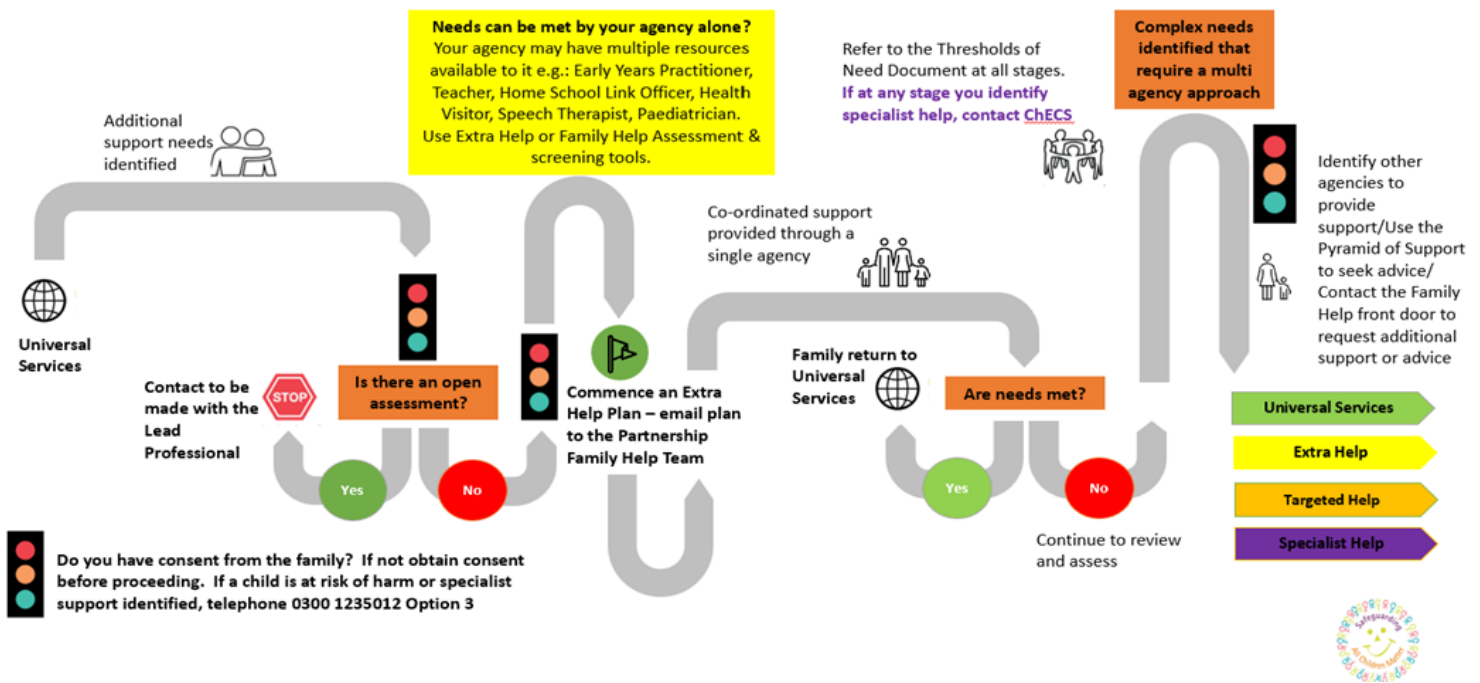 Needs can be met by your agency alone?
Your agency may have multiple resources
available to it e.g.: Early Years Practitioner,
Teacher, Home School Link Officer, Health
Visitor, Speech Therapist, Paediatrician.
Use Extra Help or Family Help Assessment &
screening tools.
Refer to the Thresholds of
Need Document at all stages.
If at any stage you identify
specialist help, contact ChECS
Complex needs
identified that
require a multi
agency approach
Additional
support needs
identified
Identify other
agencies to
provide
support/Use the
Pyramid of Support
to seek advice/
Contact the Family
Help front door to
request additional
support or advice
Co-ordinated support
provided through a
single agency
Universal
Services
Contact to be
made with the
Lead
Professional
STOP
Is there an open
assessment?
Yes
No
Commence an Extra
Help Plan – email plan
to the Partnership
Family Help Team
Family return to
Universal
Services
Are needs met?
Yes
No
Continue to review
and assess
Universal Services
Extra Help
Targeted Help
Specialist Help
Do you have consent from the family?  If not obtain consent
before proceeding.  If a child is at risk of harm or specialist
support identified, telephone 0300 1235012 Option 3
Safeguarding
All Children Matter